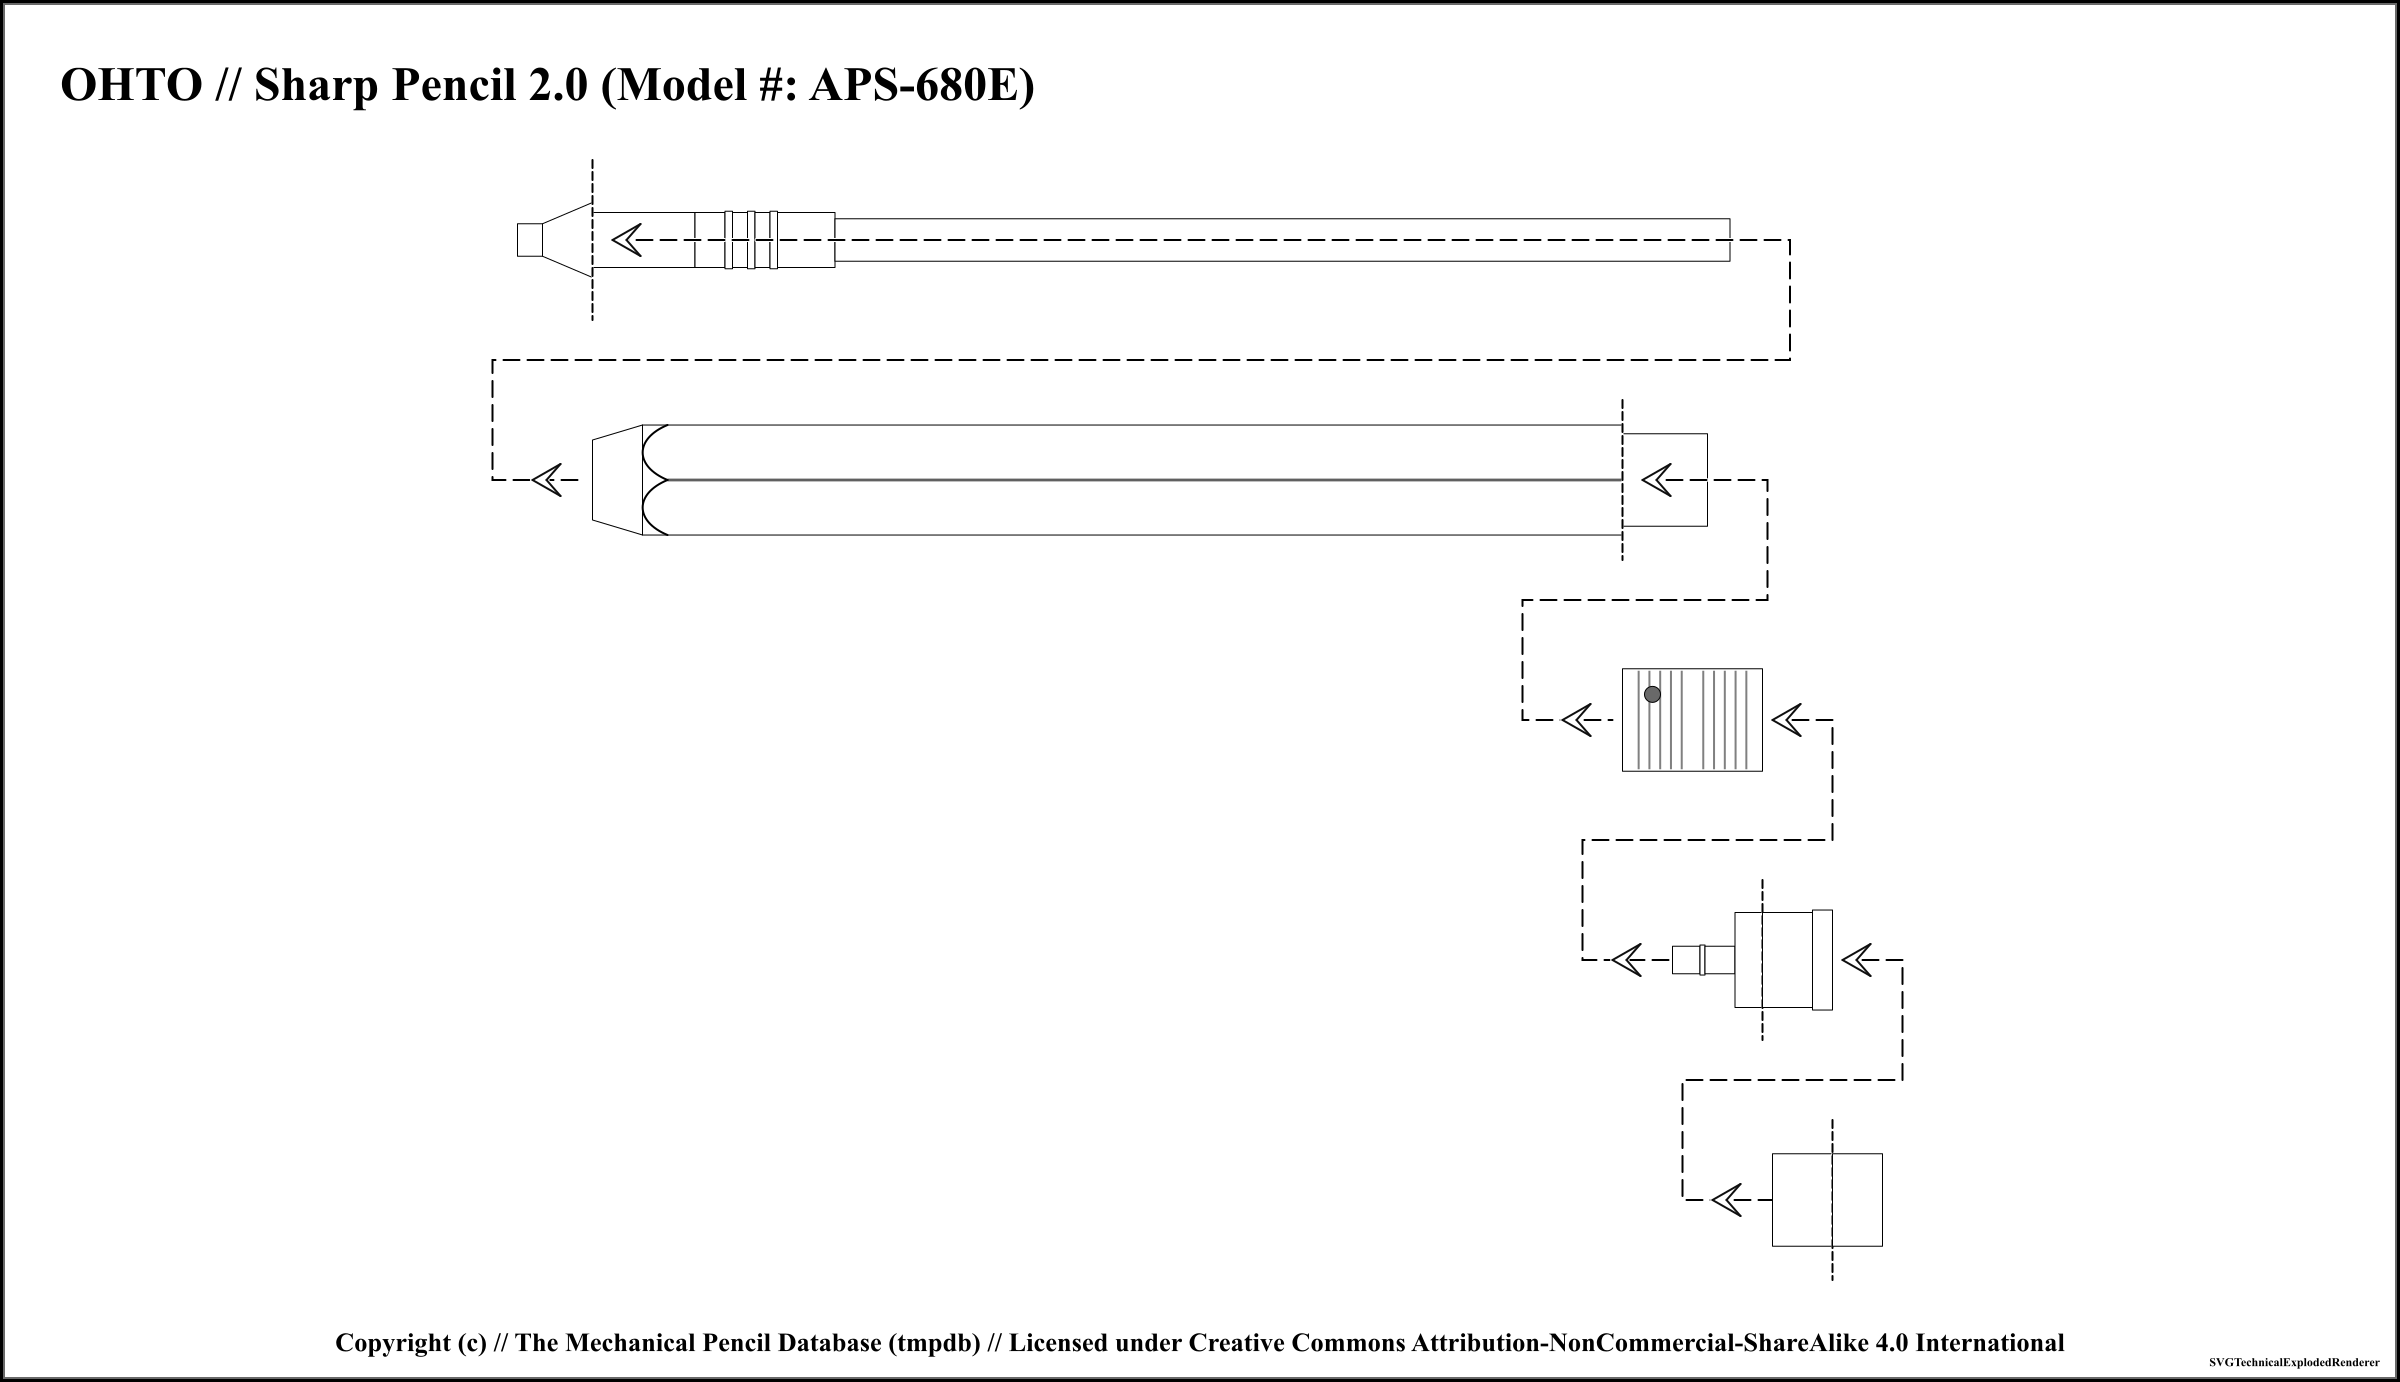 OHTO // Sharp Pencil 2.0 (Model #: APS-680E)
Copyright (c) // The Mechanical Pencil Database (tmpdb) // Licensed under Creative Commons Attribution-NonCommercial-ShareAlike 4.0 International
SVGTechnicalExplodedRenderer